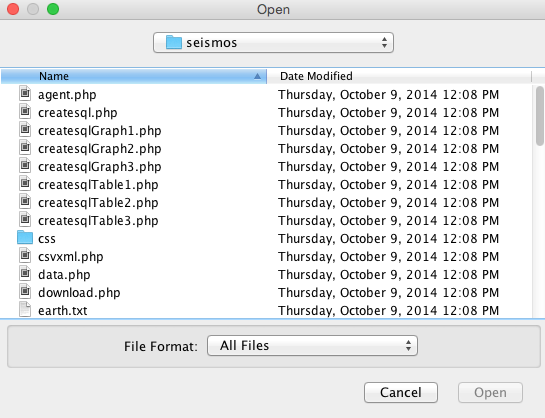 Open
seismos
Name Date Modified
agent.php Thursday, October 9, 2014 12:08 PM
createsql.php Thursday, October 9, 2014 12:08 PM
createsqlGraph1.php Thursday, October 9, 2014 12:08 PM
createsqlGraph2.php Thursday, October 9, 2014 12:08 PM
createsqlGraph3.php Thursday, October 9, 2014 12:08 PM
createsqlTable1.php Thursday, October 9, 2014 12:08 PM
createsqlTable2.php Thursday, October 9, 2014 12:08 PM
createsqlTable3.php Thursday, October 9, 2014 12:08 PM
css Thursday, October 9, 2014 12:08 PM
csvxml.php Thursday, October 9, 2014 12:08 PM
data.php Thursday, October 9, 2014 12:08 PM
download.php Thursday, October 9, 2014 12:08 PM
earth.txt Thursday, October 9, 2014 12:08 PM
File Format: All Files
Cancel Open